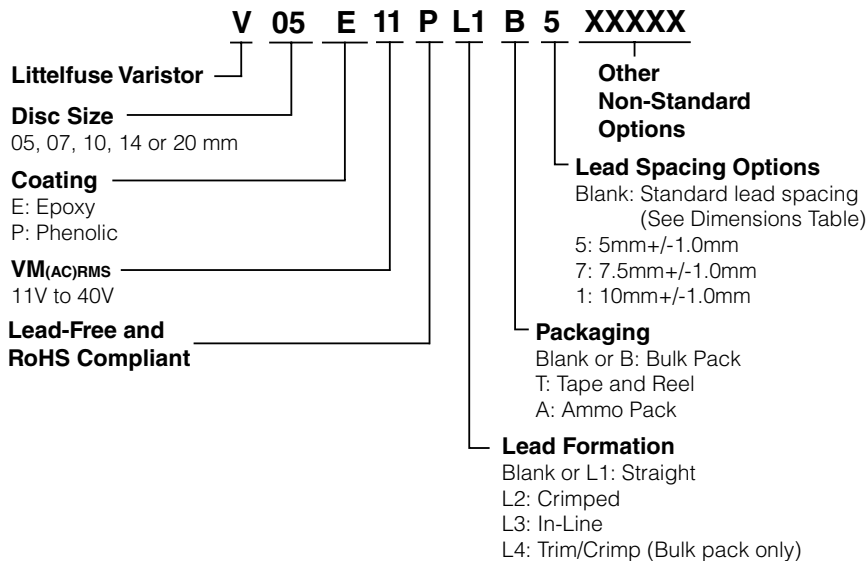 V 05 E 11 P L1 B 5 XXXXX
Littelfuse Varistor
Disc Size
05, 07, 10, 14 or 20 mm
Coating
E: Epoxy
P: Phenolic
VM(AC)RMS
11V to 40V
Lead-Free and
RoHS Compliant
Other
Non-Standard
Options
Lead Spacing Options
Blank: Standard lead spacing
(See Dimensions Table)
5: 5mm+/-1.0mm
7: 7.5mm+/-1.0mm
1: 10mm+/-1.0mm
Packaging
Blank or B: Bulk Pack
T: Tape and Reel
A: Ammo Pack
Lead Formation
Blank or L1: Straight
L2: Crimped
L3: In-Line
L4: Trim/Crimp (Bulk pack only)